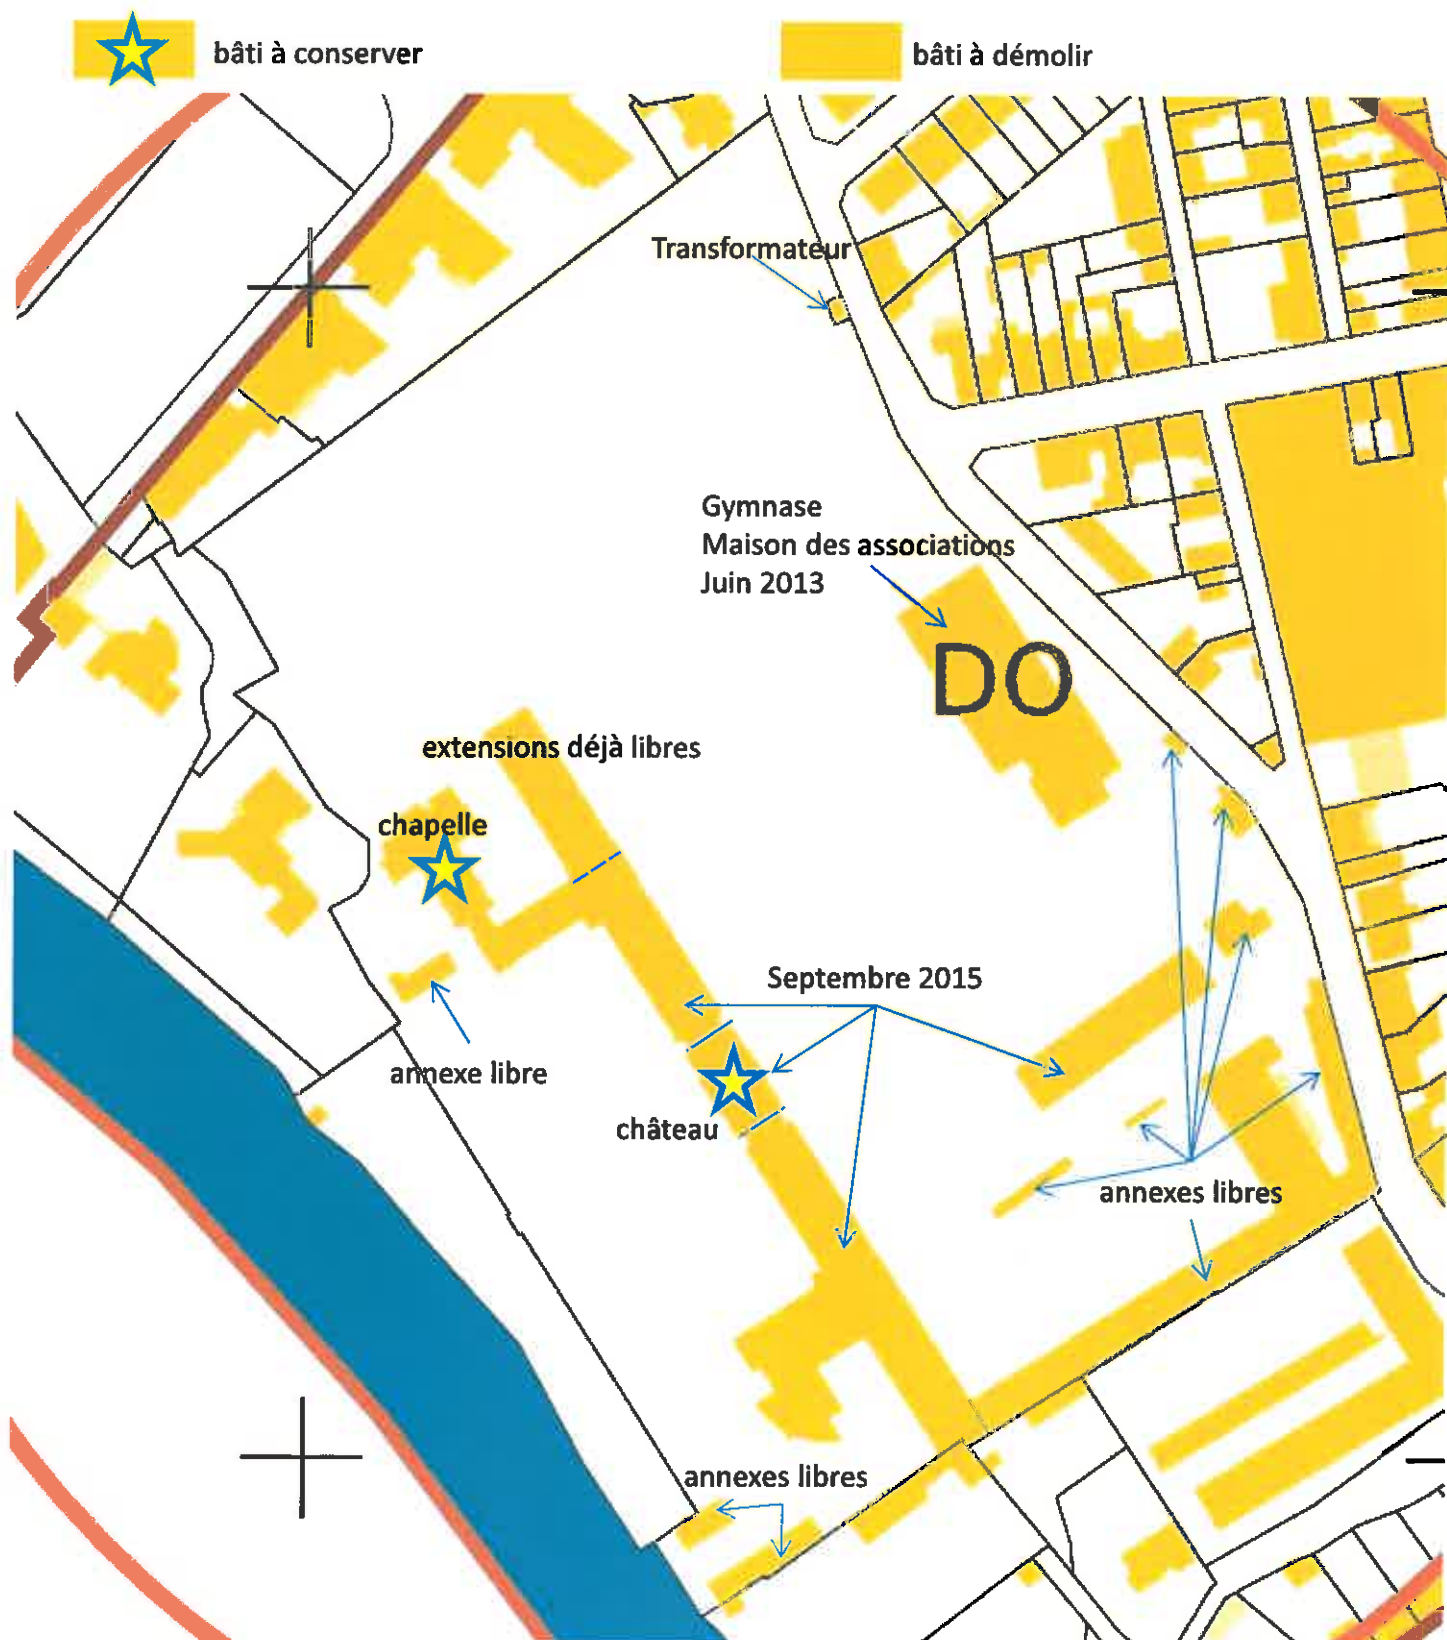 bâti à conserver
bâti à démolir
Transformateur
Gymnase
Maison des associations
Juin 2013
DO
extensions déjà libres
chapelle
Septembre 2015
annexe libre
château
annexes libres
annexes libres